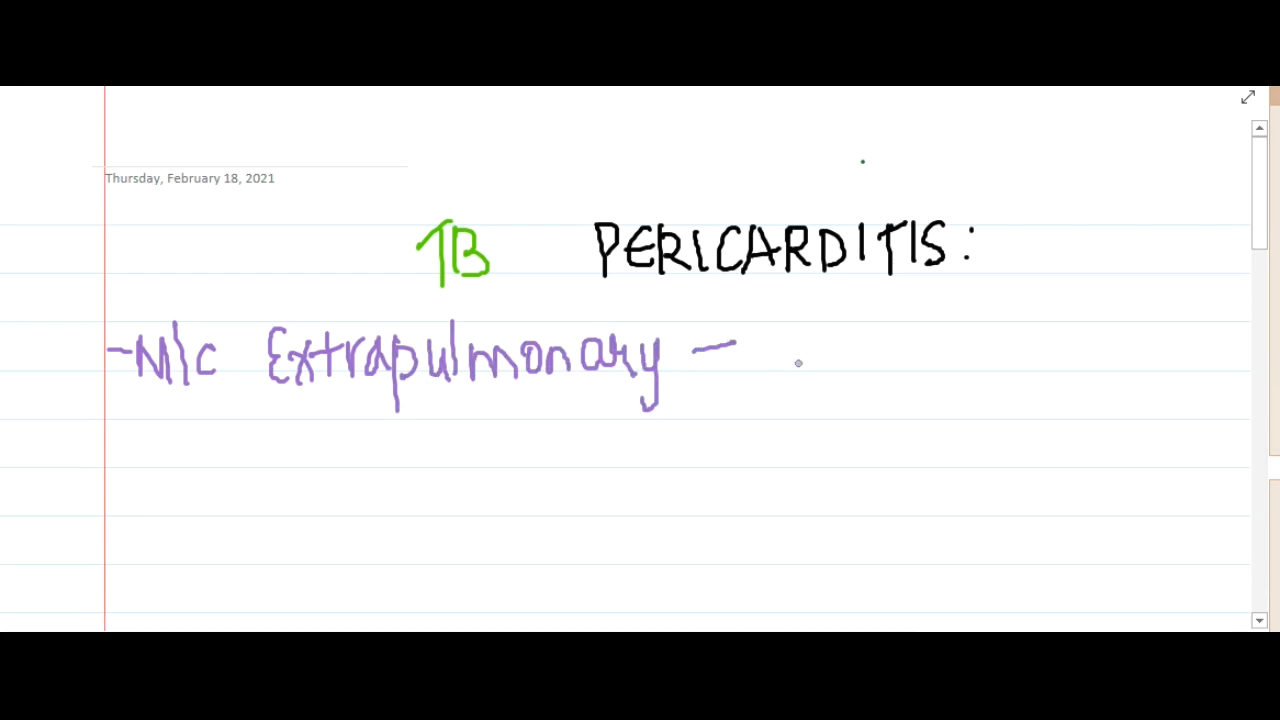 Thursday, February 18, 2021
TB PERICARDITIS:
-M/c Extrapulmonary -